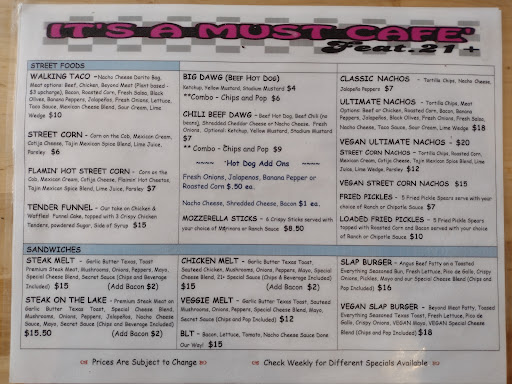 IT'S A MUST CAFE'
Feat. 21+
STREET FOODS
WALKING TACO – Nacho Cheese Dorito Bag,
Meat options: Beef, Chicken, Beyond Meat (Plant based -
$3 upcharge), Bacon, Roasted Corn, Fresh Salsa, Black
Olives, Banana Peppers, Jalapeños, Fresh Onions, Lettuce,
Taco Sauce, Mexican Cheese Blend, Sour Cream, Lime
Wedge $10
STREET CORN - Corn on the Cob, Mexican Cream,
Cotija Cheese, Tajin Mexican Spice Blend, Lime Juice,
Parsley $6
FLAMIN HOT STREET CORN - Corn on the
Cob, Mexican Cream, Cotija Cheese, Flamin' Hot Cheetos,
Tajin Mexican Spice Blend, Lime Juice, Parsley $7
TENDER FUNNEL - Our take on Chicken &
Waffles! Funnel Cake, topped with 3 Crispy Chicken
Tenders, powdered Sugar, Side of Syrup $15
BIG DAWG (BEEF HOT DOG)
Ketchup, Yellow Mustard, Stadium Mustard $4
**Combo - Chips and Pop $6
CHILI BEEF DAWG - Beef Hot Dog, Beef Chili (no
beans), Shredded Cheddar Cheese or Nacho Cheese, Fresh
Onions, Optional: Ketchup, Yellow Mustard, Stadium Mustard
$7
** Combo - Chips and Pop $9
~~~~ Hot Dog Add Ons ~~~~
Fresh Onions, Jalapenos, Banana Pepper or
Roasted Corn $.50 ea.
Nacho Cheese, Shredded Cheese, Bacon $1 ea.
MOZZERELLA STICKS - 6 Crispy Sticks served with
your choice of Marinara or Ranch Sauce $8.50
CLASSIC NACHOS - Tortilla Chips, Nacho Cheese,
Jalapeño Peppers $7
ULTIMATE NACHOS - Tortilla Chips, Meat
Options: Beef or Chicken, Roasted Corn, Bacon, Banana
Peppers, Jalapeños, Black Olives, Fresh Onions, Fresh Salsa,
Nacho Cheese, Taco Sauce, Sour Cream, Lime Wedge $18
VEGAN ULTIMATE NACHOS - $20
STREET CORN NACHOS - Tortilla Chips, Roasted Corn,
Mexican Cream, Cotija Cheese, Tajin Mexican Spice Blend, Lime
Juice, Lime Wedge, Parsley $12
VEGAN STREET CORN NACHOS $15
FRIED PICKLES - 5 Fried Pickle Spears serve with your
choice of Ranch or Chipotle Sauce $7
LOADED FRIED PICKLES - 5 Fried Pickle Spears
topped with Roasted Corn and Bacon served with your choice
of Ranch or Chipotle Sauce $10
SANDWICHES
STEAK MELT - Garlic Butter Texas Toast,
Premium Steak Meat, Mushrooms, Onions, Peppers, Mayo,
Special Cheese Blend, Secret Sauce (Chips and Beverage
Included) $15 (Add Bacon $2)
STEAK ON THE LAKE - Premium Steak Meat on
Garlic Butter Texas Toast, Special Cheese Blend,
Mushrooms, Onions, Peppers, Jalapeños, Nacho Cheese
Sauce, Mayo, Secret Sauce (Chips and Beverage Included)
$15.50 (Add Bacon $2)
CHICKEN MELT - Garlic Butter Texas Toast,
Sauteed Chicken, Mushrooms, Onions, Peppers, Mayo,
Special Cheese Blend, 21+ Special Sauce (Chips and Pop
Included) $15 (Add Bacon $2)
VEGGIE MELT - Garlic Butter Texas Toast, Sauteed
Mushrooms, Onions, Peppers, Mayo, Special Cheese Blend,
Secret Sauce (Chips and Pop Included) $12
BLT - Bacon, Lettuce, Tomato, Nacho Cheese Sauce Done
Our Way! $15
SLAP BURGER - Angus Beef Patty on a Toasted
Everything Seasoned Bun, Fresh Lettuce, Pico de Gallo, Crispy
Onions, Pickles, Mayo and our Special Cheese Blend (Chips and
Pop Included) $16
VEGAN SLAP BURGER - Beyond Meat Patty, Toasted
Everything Seasoned Texas Toast, Fresh Lettuce, Pico de
Gallo, Crispy Onions, VEGAN Mayo, VEGAN Special Cheese
Blend (Chips and Pop Included) $18
Prices Are Subject to Change
Check Weekly for Different Specials Available